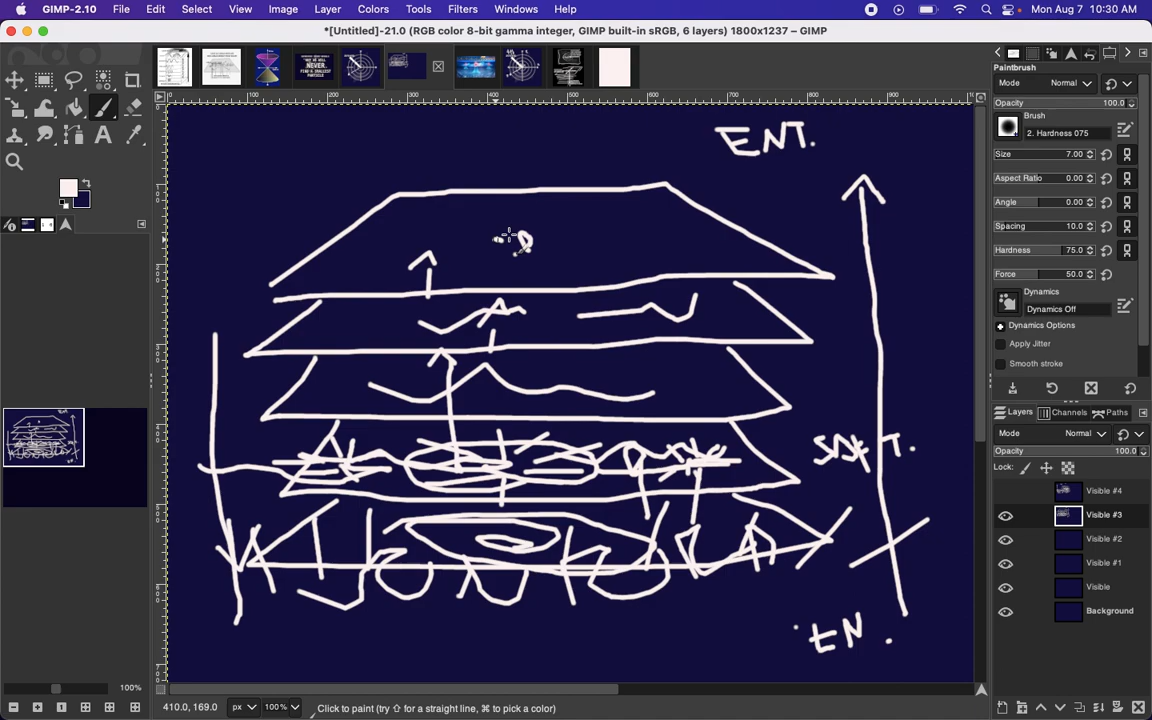 GIMP-2.10 File Edit Select View Image Layer Colors Tools Filters Windows Help Mon Aug 7 10:30 AM
*[Untitled]-21.0 (RGB color 8-bit gamma integer, GIMP built-in sRGB, 6 layers) 1800x1237 – GIMP
Paintbrush
Mode Normal
Opacity 100.0
Brush
2. Hardness 075
Size 7.00
Aspect Ratio 0.00
Angle 0.00
Spacing 10.0
Hardness 75.0
Force 50.0
Dynamics
Dynamics Off
Dynamics Options
Apply Jitter
Smooth stroke
Layers Channels Paths
Mode Normal
Opacity 100.0
Lock:
Visible #4
Visible #3
Visible #2
Visible #1
Visible
Background
ENT.
EN.
100%
410.0, 169.0 px 100% Click to paint (try ⇧ for a straight line, ⌘ to pick a color)